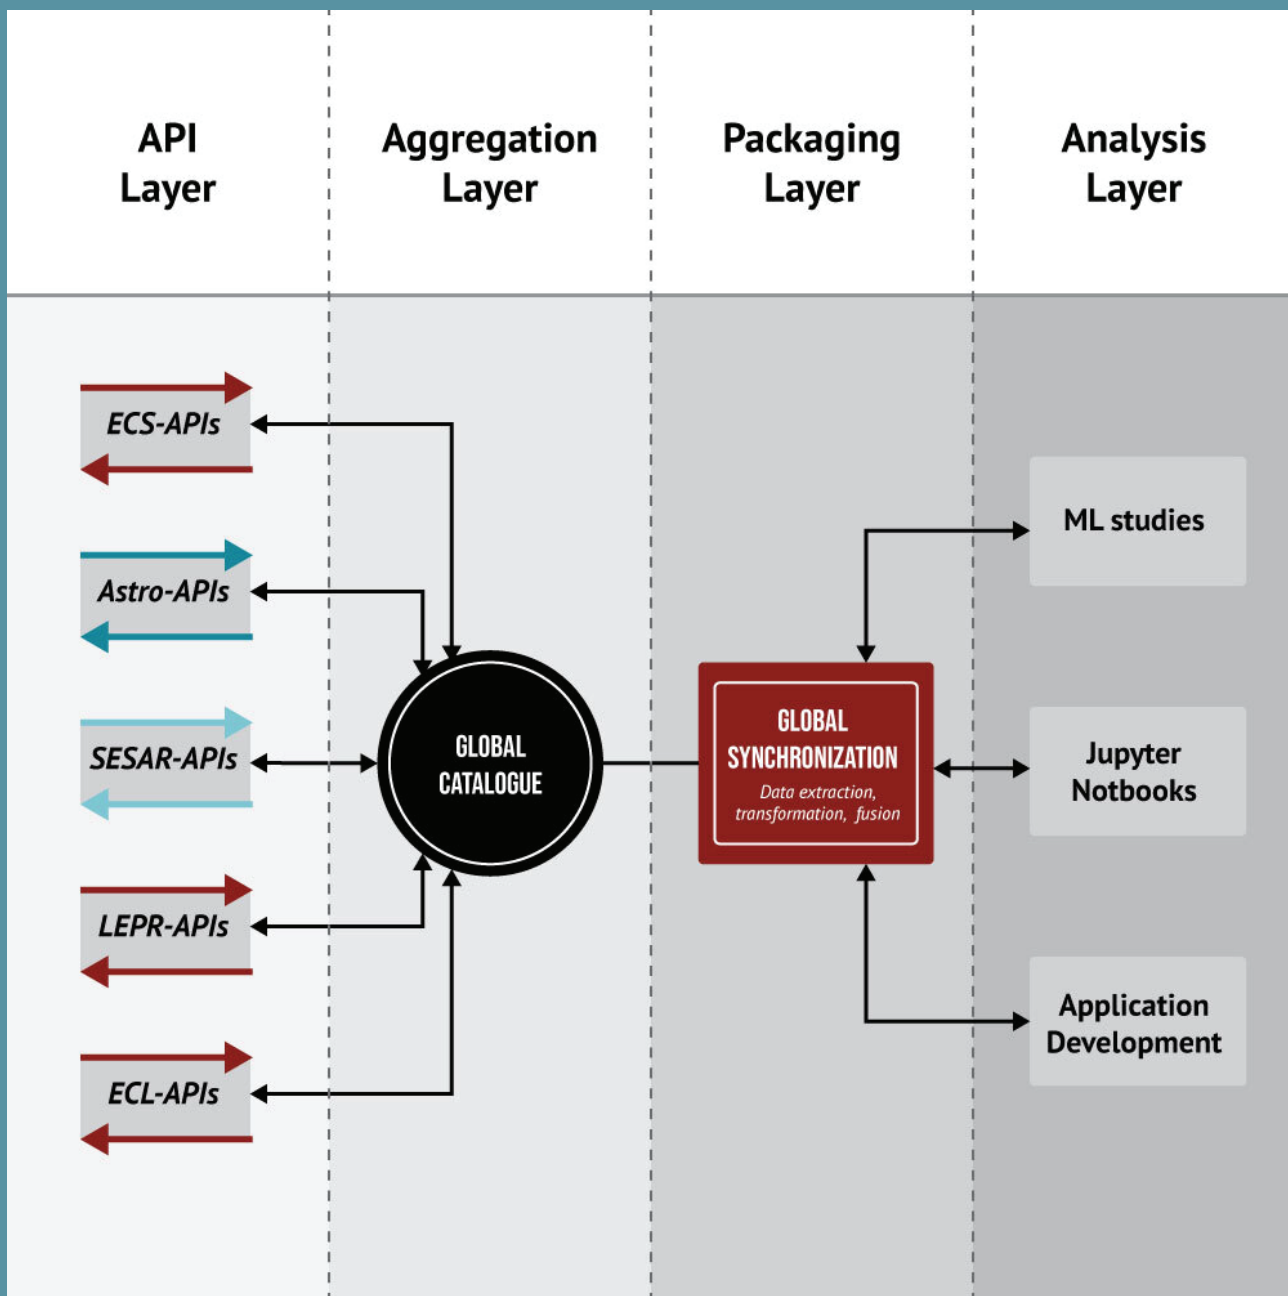 API
Layer
Aggregation
Layer
Packaging
Layer
Analysis
Layer
ECS-APIs
Astro-APIs
SESAR-APIs
LEPR-APIs
ECL-APIs
GLOBAL
CATALOGUE
GLOBAL
SYNCHRONIZATION
Data extraction,
transformation, fusion
ML studies
Jupyter
Notbooks
Application
Development